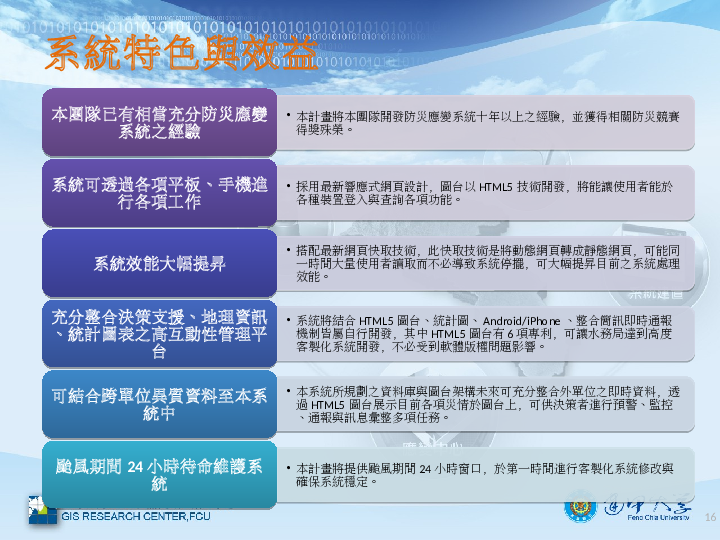 系統特色與效益
本團隊已有相當充分防災應變
系統之經驗
• 本計畫將本團隊開發防災應變系統十年以上之經驗，並獲得相關防災競賽
得獎殊榮。
系統可透過各項平板、手機進
行各項工作
• 採用最新響應式網頁設計，圖台以 HTML5 技術開發，將能讓使用者能於
各種裝置登入與查詢各項功能。
系統效能大幅提昇
• 搭配最新網頁快取技術，此快取技術是將動態網頁轉成靜態網頁，可能同
一時間大量使用者讀取而不必導致系統停擺，可大幅提昇目前之系統處理
效能。
充分整合決策支援、地理資訊
、統計圖表之高互動性管理平
台
• 系統將結合 HTML5 圖台、統計圖、 Android/iPhone 、整合簡訊即時通報
機制皆屬自行開發，其中 HTML5 圖台有 6 項專利，可讓水務局達到高度
客製化系統開發，不必受到軟體版權問題影響。
可結合跨單位異質資料至本系
統中
• 本系統所規劃之資料庫與圖台架構未來可充分整合外單位之即時資料，透
過 HTML5 圖台展示目前各項災情於圖台上，可供決策者進行預警、監控
、通報與訊息彙整多項任務。
颱風期間 24 小時待命維護系
統
• 本計畫將提供颱風期間 24 小時窗口，於第一時間進行客製化系統修改與
確保系統穩定。
GIS RESEARCH CENTER,FCU
逢甲大學
Feng Chia University
16